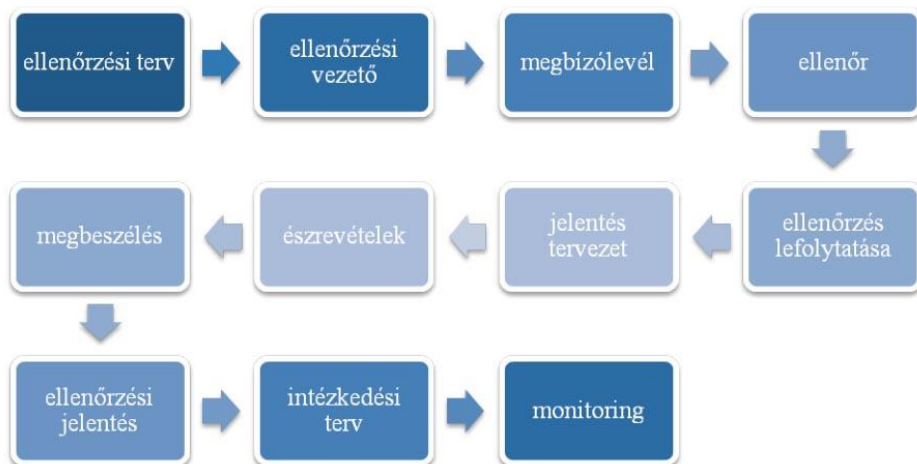 ellenőrzési terv
ellenőrzési
vezető
megbízólevél
ellenőr
ellenőrzés
lefolytatása
jelentés
tervezet
észrevételek
megbeszélés
ellenőrzési
jelentés
intézkedési
terv
monitoring